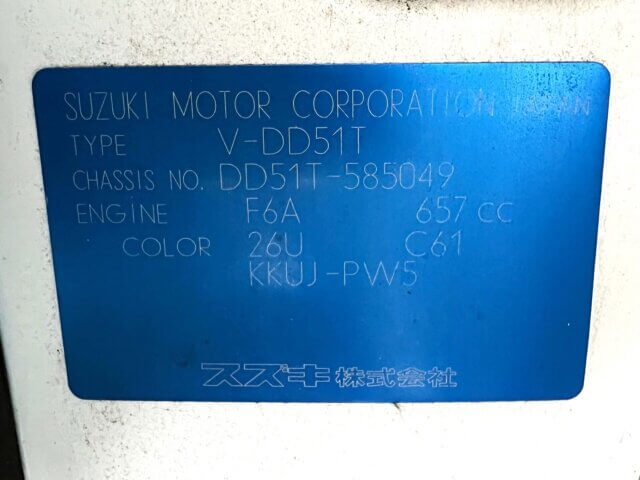 SUZUKI MOTOR CORPORATION JAPAN
TYPE V-DD51T
CHASSIS NO. DD51T-585049
ENGINE F6A 657 cc
COLOR 26U C61
KKUJ-PW5
スズキ株式会社